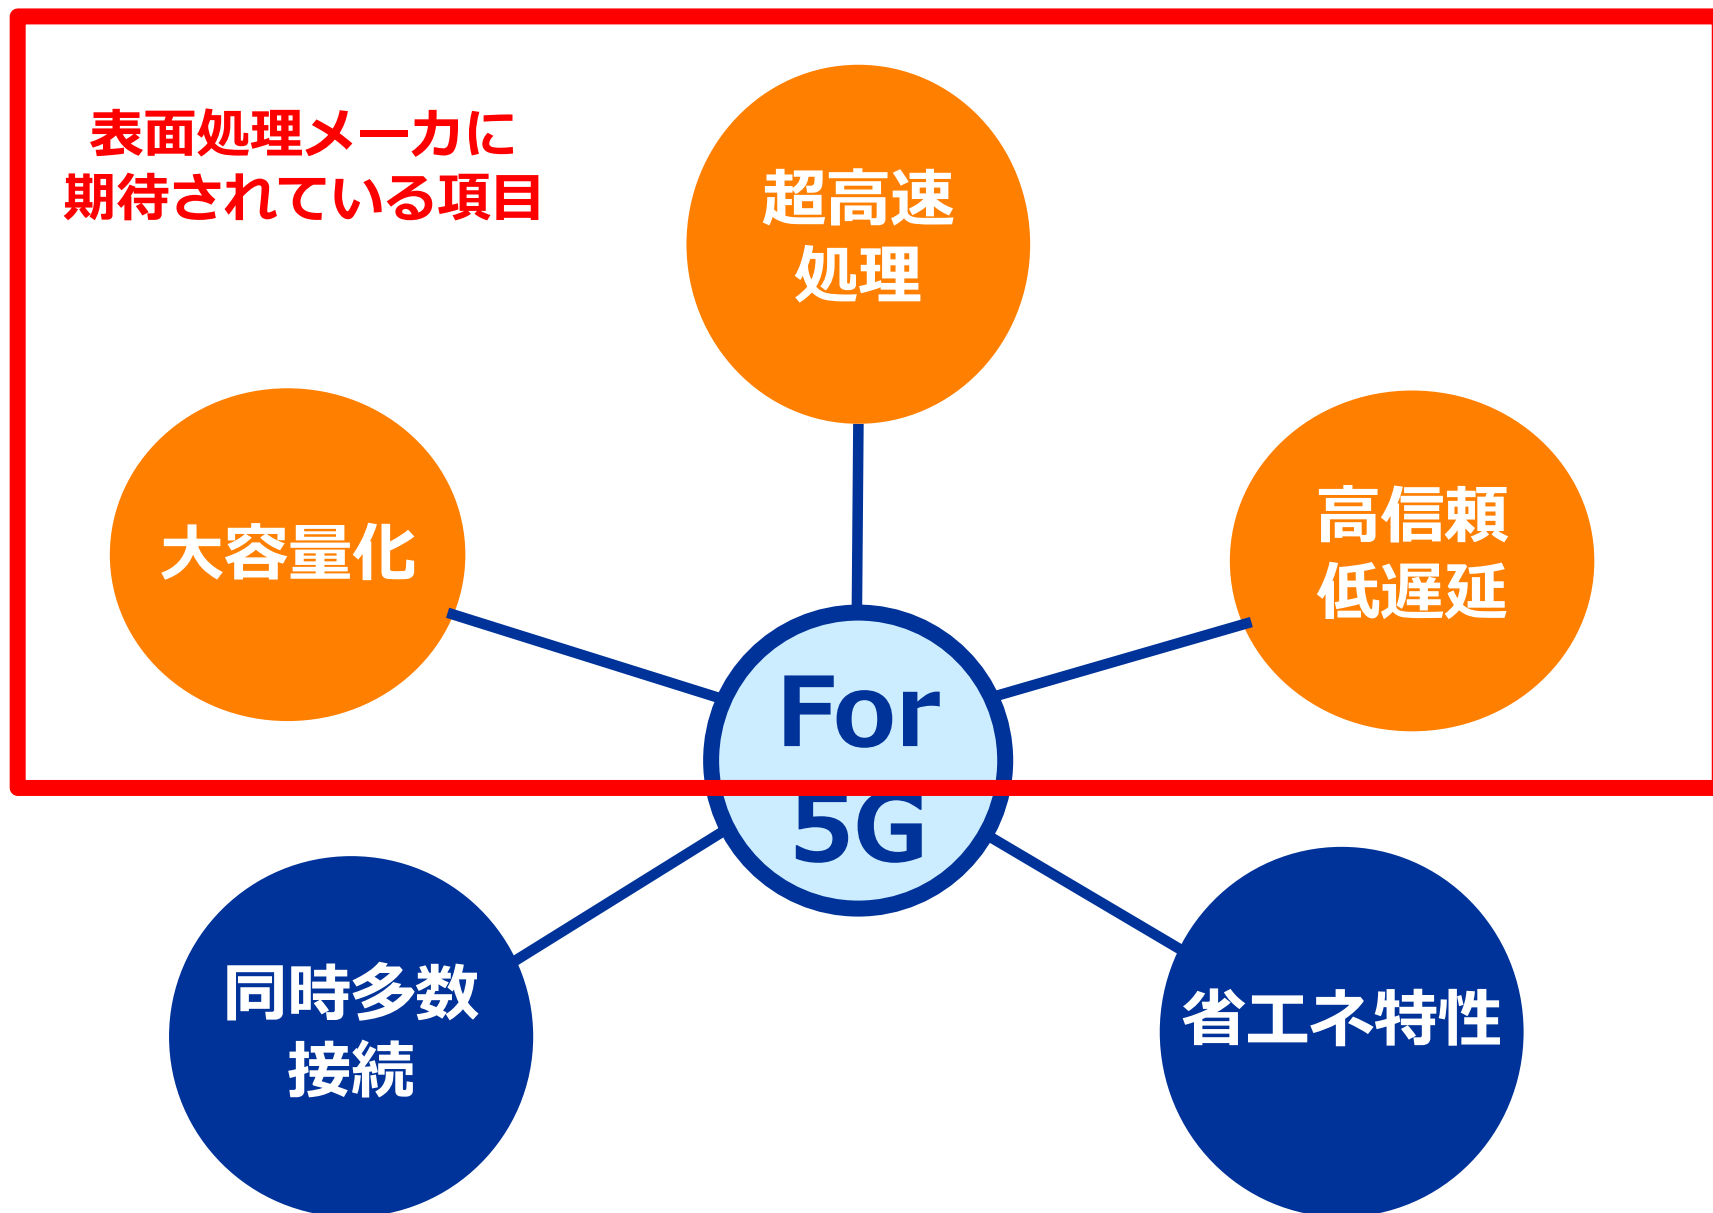 表面処理メーカに
期待されている項目
超高速
処理
大容量化
高信頼
低遅延
For
5G
同時多数
接続
省エネ特性